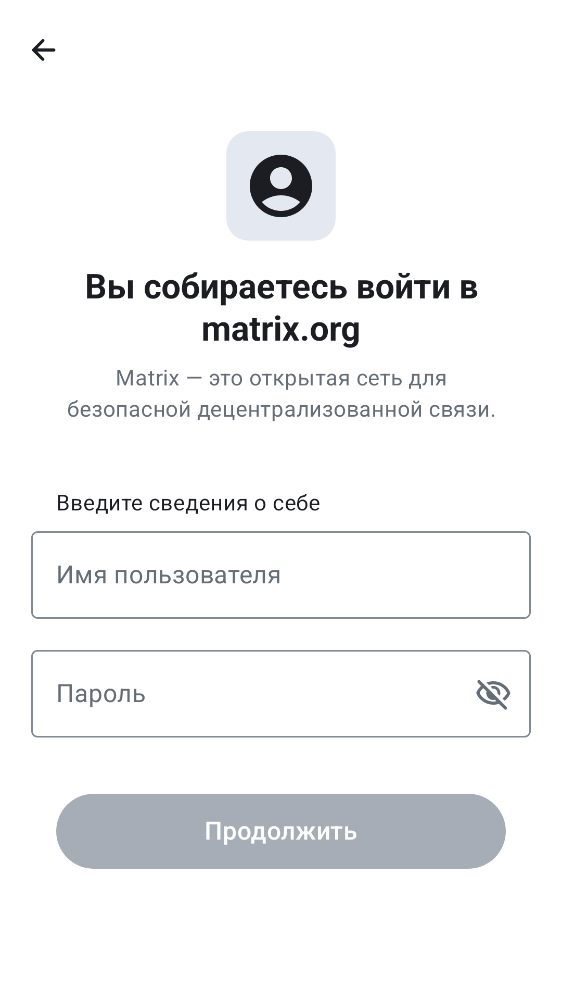 Вы собираетесь войти в
matrix.org
Matrix — это открытая сеть для
безопасной децентрализованной связи.
Введите сведения о себе
Имя пользователя
Пароль
Продолжить